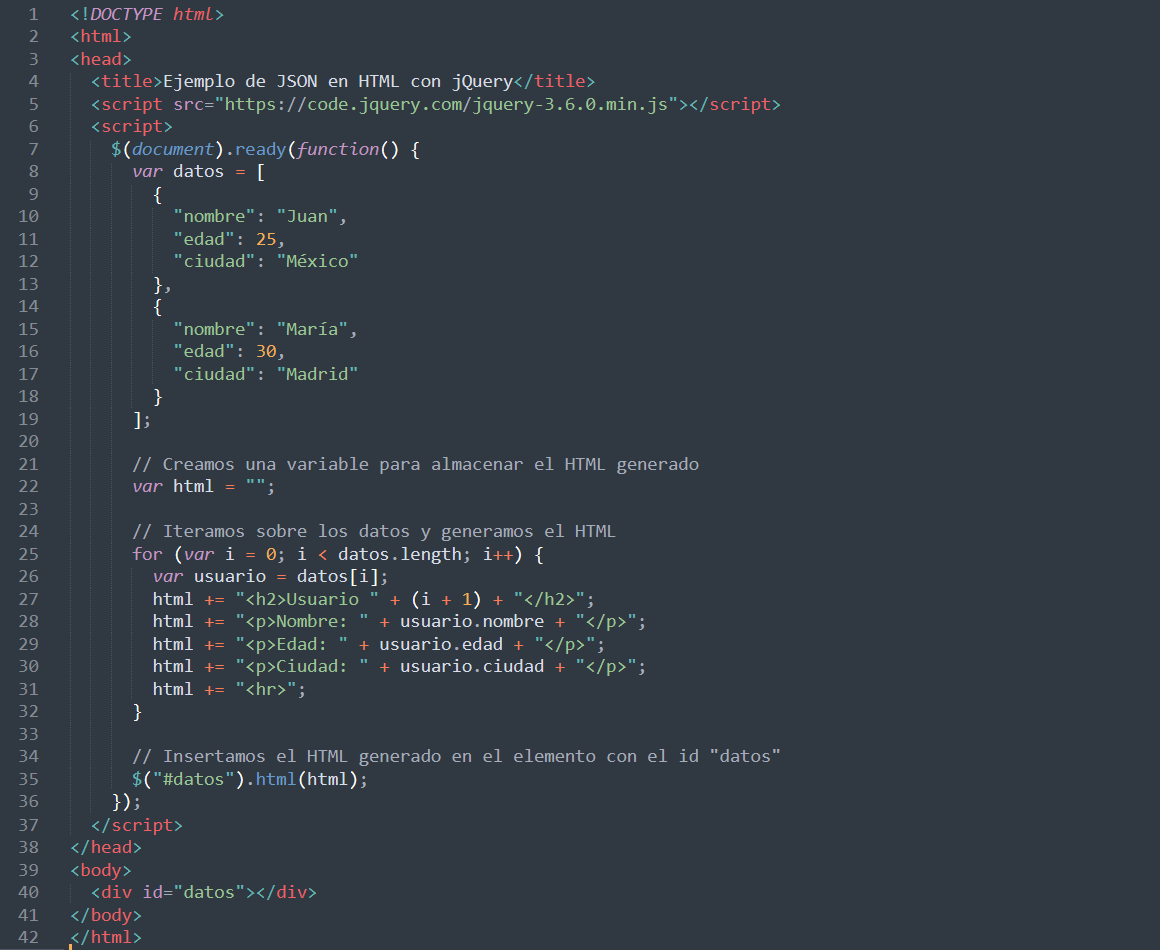 1 <!DOCTYPE html>
2 <html>
3 <head>
4   <title>Ejemplo de JSON en HTML con jQuery</title>
5   <script src="https://code.jquery.com/jquery-3.6.0.min.js"></script>
6   <script>
7     $(document).ready(function() {
8       var datos = [
9         {
10           "nombre": "Juan",
11           "edad": 25,
12           "ciudad": "México"
13         },
14         {
15           "nombre": "María",
16           "edad": 30,
17           "ciudad": "Madrid"
18         }
19       ];
20
21       // Creamos una variable para almacenar el HTML generado
22       var html = "";
23
24       // Iteramos sobre los datos y generamos el HTML
25       for (var i = 0; i < datos.length; i++) {
26         var usuario = datos[i];
27         html += "<h2>Usuario " + (i + 1) + "</h2>";
28         html += "<p>Nombre: " + usuario.nombre + "</p>";
29         html += "<p>Edad: " + usuario.edad + "</p>";
30         html += "<p>Ciudad: " + usuario.ciudad + "</p>";
31         html += "<hr>";
32       }
33
34       // Insertamos el HTML generado en el elemento con el id "datos"
35       $("#datos").html(html);
36     });
37   </script>
38 </head>
39 <body>
40   <div id="datos"></div>
41 </body>
42 </html>